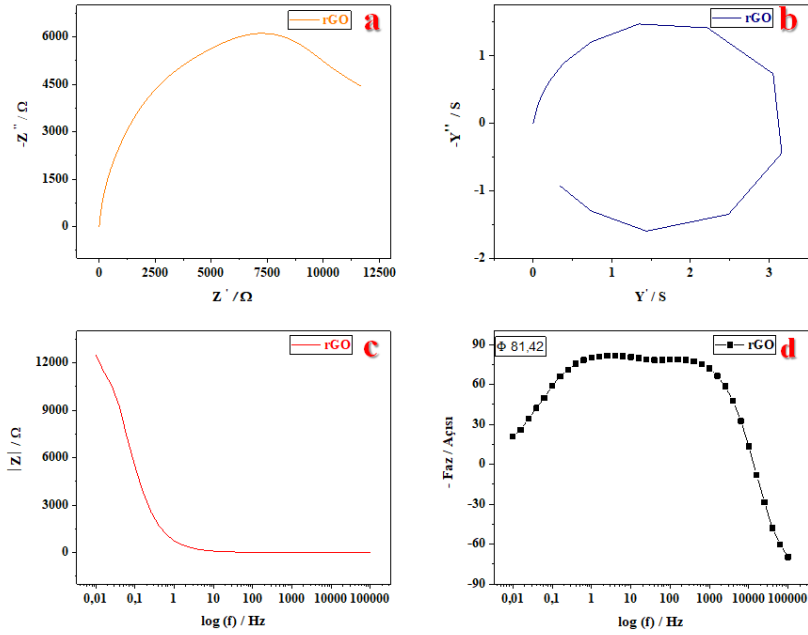 rGO
a
6000
4500
3000
1500
0
-Z'' / Ω
0
2500
5000
7500
10000
12500
Z ' / Ω
rGO
b
1
0
-1
-2
-Y'' / S
0
1
2
3
Y' / S
rGO
c
12000
9000
6000
3000
0
|Z| / Ω
0,01
0,1
1
10
100
1000
10000
100000
log (f) / Hz
Φ 81,42
rGO
d
-90
60
30
0
-30
-60
-90
- Faz / Açısı
0,01
0,1
1
10
100
1000
10000
100000
log (f) / Hz